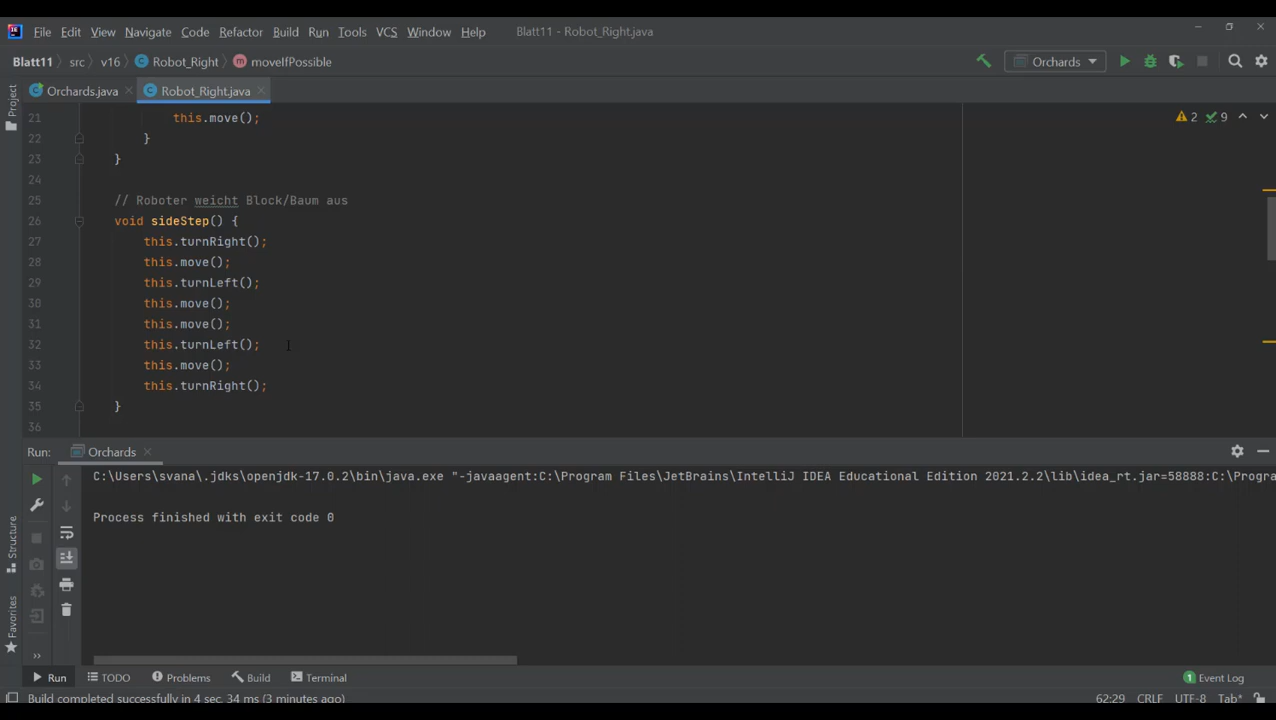 File Edit View Navigate Code Refactor Build Run Tools VCS Window Help Blatt11 - Robot_Right.java
Blatt11 src v16 Robot_Right moveIfPossible Orchards
Project
Orchards.java Robot_Right.java
21 this.move(); 2 9
22 }
23 }
24
25 // Roboter weicht Block/Baum aus
26 void sideStep() {
27 this.turnRight();
28 this.move();
29 this.turnLeft();
30 this.move();
31 this.move();
32 this.turnLeft();
33 this.move();
34 this.turnRight();
35 }
36
Run: Orchards
C:\Users\svana\.jdks\openjdk-17.0.2\bin\java.exe "-javaagent:C:\Program Files\JetBrains\IntelliJ IDEA Educational Edition 2021.2.2\lib\idea_rt.jar=58888:C:\Progra
Process finished with exit code 0
Structure
Favorites
Run TODO Problems Build Terminal 1 Event Log
Build completed successfully in 4 sec, 34 ms (3 minutes ago) 62:29 CRLF UTF-8 Tab*